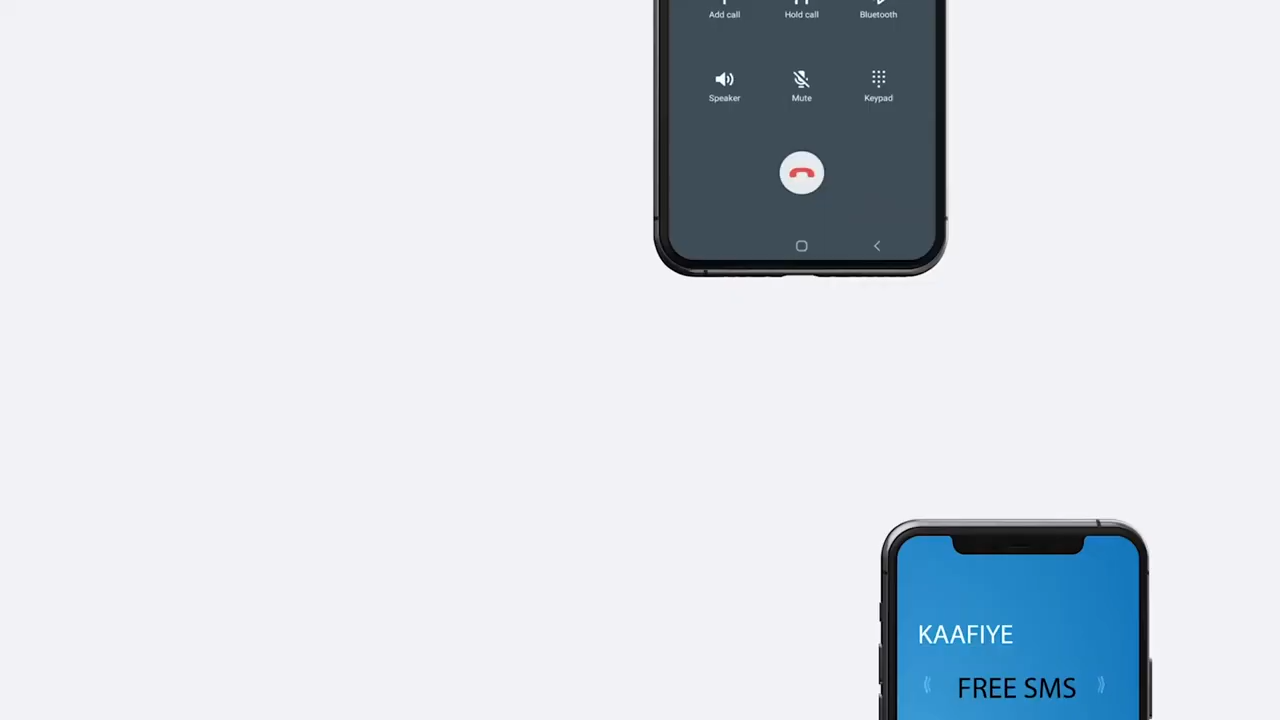 Add call Hold call Bluetooth
Speaker Mute Keypad
KAAFIYE
FREE SMS